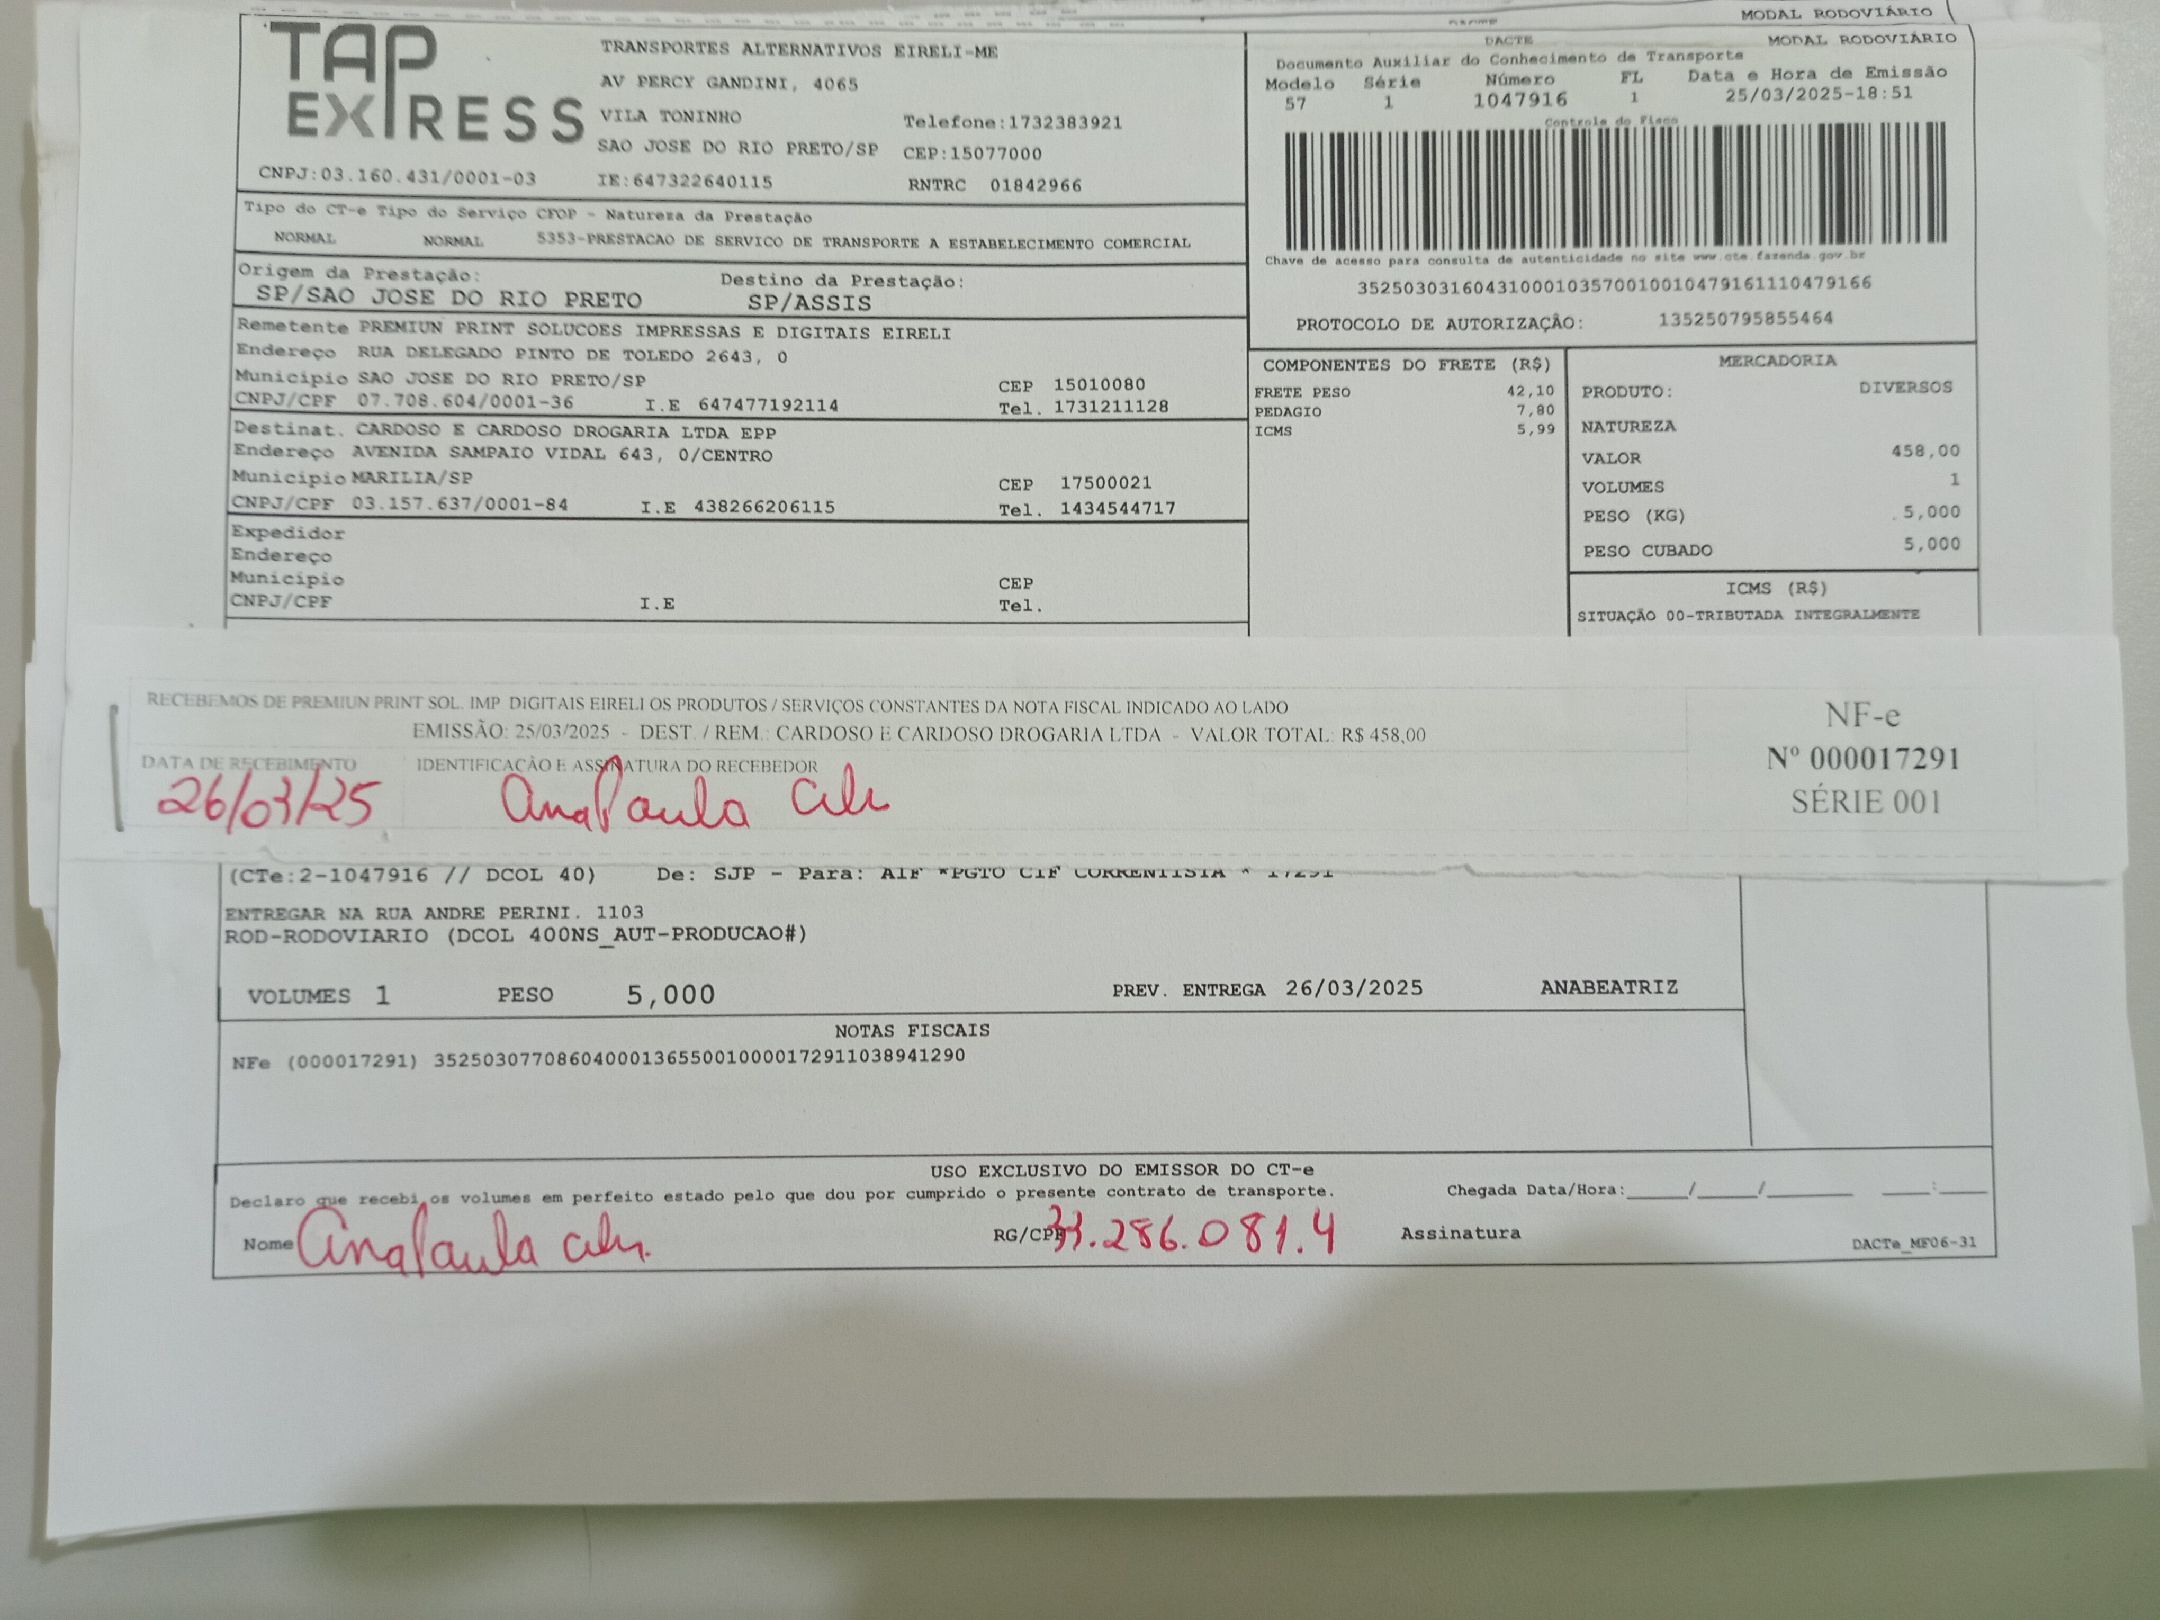 MODAL RODOVIÁRIO
TAP EXPRESS
TRANSPORTES ALTERNATIVOS EIRELI-ME
AV PERCY GANDINI, 4065
VILA TONINHO Telefone:1732383921
SAO JOSE DO RIO PRETO/SP CEP:15077000
CNPJ:03.160.431/0001-03 IE:647322640115 RNTRC 01842966
DACTE MODAL RODOVIÁRIO
Documento Auxiliar do Conhecimento de Transporte
Modelo Série Número FL Data e Hora de Emissão
57 1 1047916 1 25/03/2025-18:51
Controle do Fisco
Chave de acesso para consulta de autenticidade no site www.cte.fazenda.gov.br
35250303160431000103570010010479161110479166
PROTOCOLO DE AUTORIZAÇÃO: 135250795855464
Tipo do CT-e Tipo do Serviço CFOP - Natureza da Prestação
NORMAL NORMAL 5353-PRESTACAO DE SERVICO DE TRANSPORTE A ESTABELECIMENTO COMERCIAL
Origem da Prestação: Destino da Prestação:
SP/SAO JOSE DO RIO PRETO SP/ASSIS
Remetente PREMIUN PRINT SOLUCOES IMPRESSAS E DIGITAIS EIRELI
Endereço RUA DELEGADO PINTO DE TOLEDO 2643, 0
Município SAO JOSE DO RIO PRETO/SP CEP 15010080
CNPJ/CPF 07.708.604/0001-36 I.E 647477192114 Tel. 1731211128
Destinat. CARDOSO E CARDOSO DROGARIA LTDA EPP
Endereço AVENIDA SAMPAIO VIDAL 643, 0/CENTRO
Município MARILIA/SP CEP 17500021
CNPJ/CPF 03.157.637/0001-84 I.E 438266206115 Tel. 1434544717
Expedidor
Endereço
Município CEP
CNPJ/CPF I.E Tel.
COMPONENTES DO FRETE (R$)
FRETE PESO 42,10
PEDAGIO 7,80
ICMS 5,99
MERCADORIA
PRODUTO: DIVERSOS
NATUREZA
VALOR 458,00
VOLUMES 1
PESO (KG) 5,000
PESO CUBADO 5,000
ICMS (R$)
SITUAÇÃO 00-TRIBUTADA INTEGRALMENTE
RECEBEMOS DE PREMIUN PRINT SOL. IMP DIGITAIS EIRELI OS PRODUTOS / SERVIÇOS CONSTANTES DA NOTA FISCAL INDICADO AO LADO
EMISSÃO: 25/03/2025 - DEST. / REM.: CARDOSO E CARDOSO DROGARIA LTDA - VALOR TOTAL: R$ 458,00
DATA DE RECEBIMENTO IDENTIFICAÇÃO E ASSINATURA DO RECEBEDOR
26/03/25 Ana Paula
NF-e
Nº 000017291
SÉRIE 001
(CTe:2-1047916 // DCOL 40) De: SJP - Para: AIF *PGTO CIF CORRENTISTA * 17291
ENTREGAR NA RUA ANDRE PERINI. 1103
ROD-RODOVIARIO (DCOL 400NS_AUT-PRODUCAO#)
VOLUMES 1 PESO 5,000 PREV. ENTREGA 26/03/2025 ANABEATRIZ
NOTAS FISCAIS
NFe (000017291) 35250307708604000136550010000172911038941290
USO EXCLUSIVO DO EMISSOR DO CT-e
Declaro que recebi os volumes em perfeito estado pelo que dou por cumprido o presente contrato de transporte. Chegada Data/Hora:_____/_____/_______ ____:____
Nome Ana Paula RG/CPF .286.081.4 Assinatura
DACTe_MF06-31